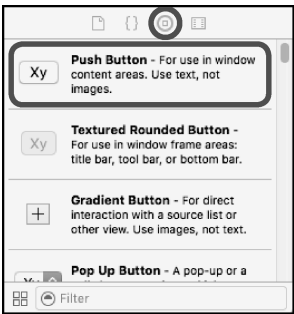 {}
Xy
Push Button - For use in window
content areas. Use text, not
images.
Xy
Textured Rounded Button -
For use in window frame areas:
title bar, tool bar, or bottom bar.
Gradient Button - For direct
interaction with a source list or
other view. Use images, not text.
Pop Up Button - A pop-up or a
Filter